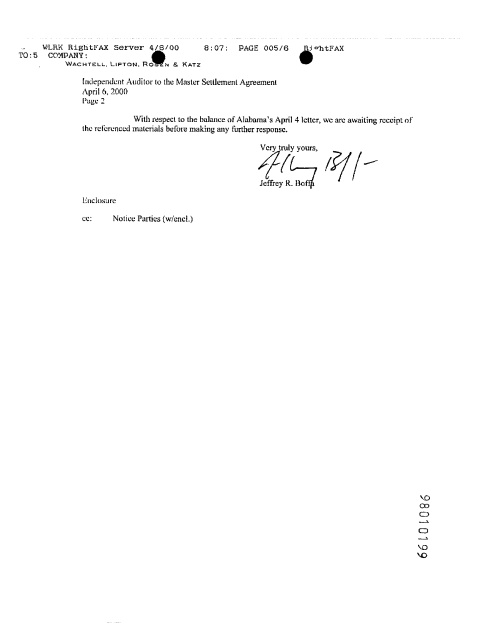 WLRK RightFAX Server 4/6/00 8:07: PAGE 005/6 RightFAX
TO:5 COMPANY:
WACHTELL, LIPTON, ROSEN & KATZ
Independent Auditor to the Master Settlement Agreement
April 6, 2000
Page 2
With respect to the balance of Alabama's April 4 letter, we are awaiting receipt of
the referenced materials before making any further response.
Very truly yours,
Jeffrey R. Boffa
Enclosure
cc: Notice Parties (w/encl.)
98010199